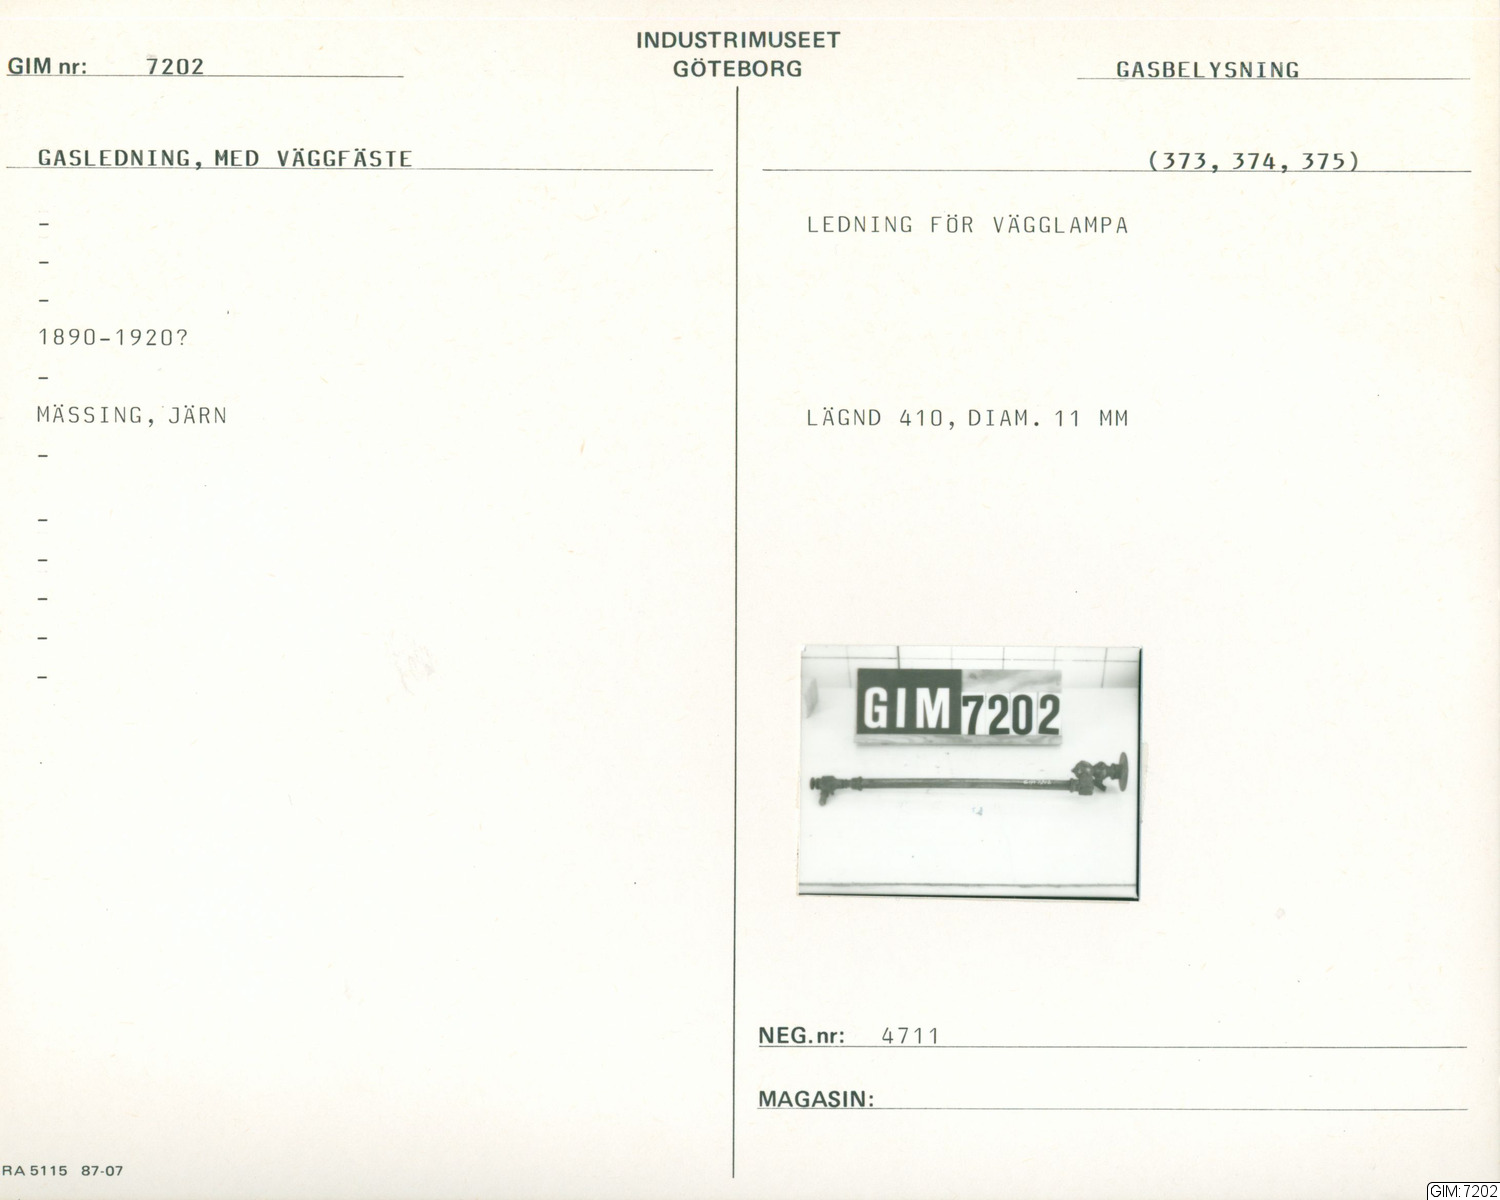 INDUSTRIMUSEET
GÖTEBORG
GIM nr: 7202
GASBELYSNING
GASLEDNING, MED VÄGGFÄSTE
(373, 374, 375)
-
-
-
1890-1920?
-
MÄSSING, JÄRN
-
-
-
-
-
-
LEDNING FÖR VÄGGLAMPA
LÄGND 410, DIAM. 11 MM
GIM 7202
NEG.nr: 4711
MAGASIN:
RA 5115 87-07
GIM:7202